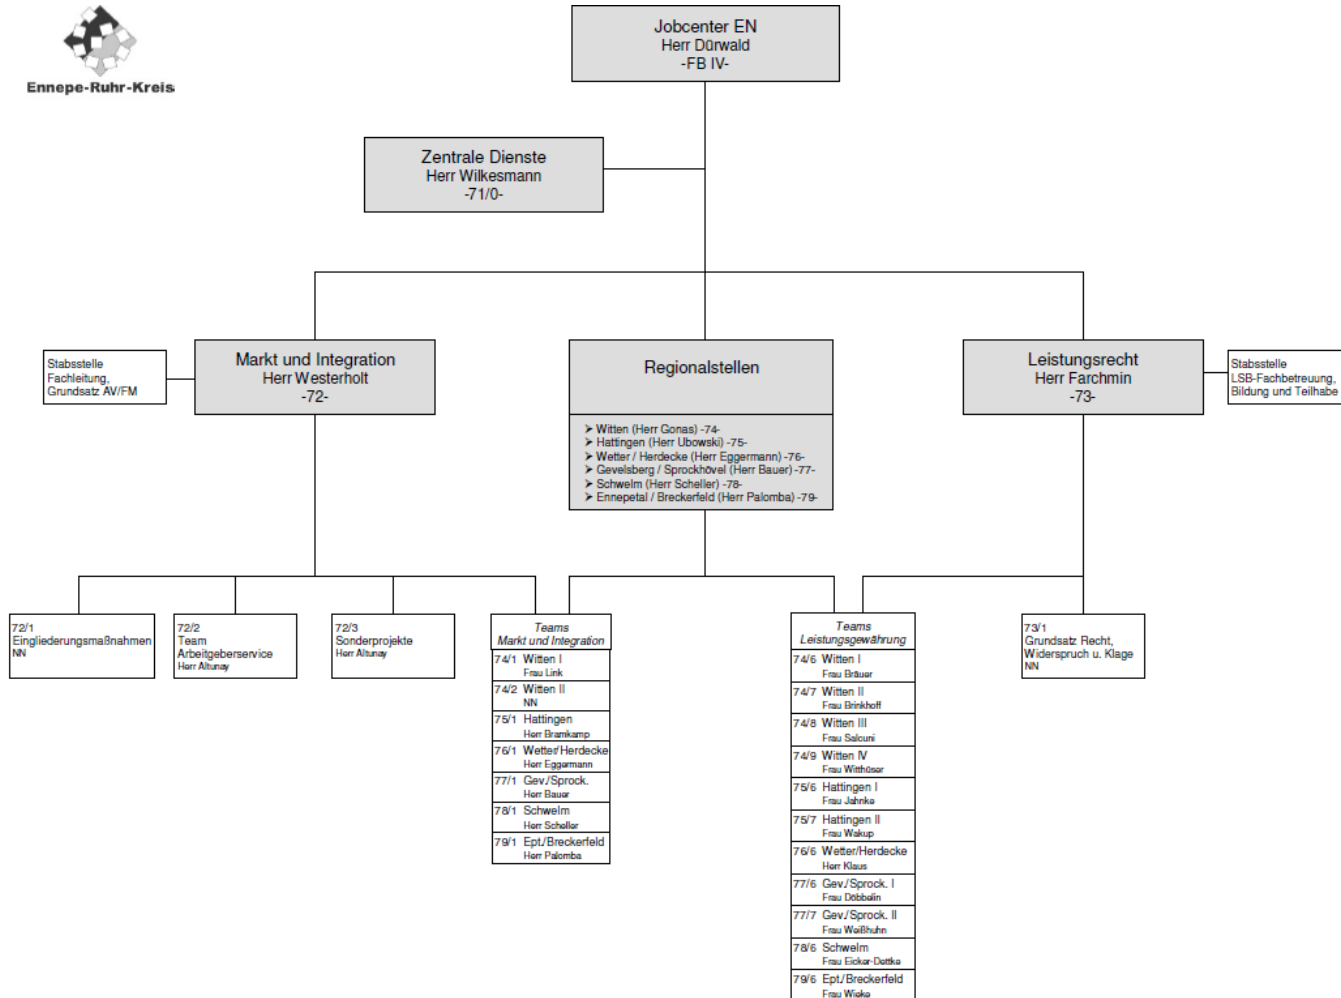 Ennepe-Ruhr-Kreis
Jobcenter EN
Herr Dürwald
-FB IV-
Zentrale Dienste
Herr Wilkesmann
-71/0-
Stabsstelle
Fachleitung,
Grundsatz AV/FM
Markt und Integration
Herr Westerholt
-72-
Regionalstellen
➢ Witten (Herr Gonas) -74-
➢ Hattingen (Herr Ubowski) -75-
➢ Wetter / Herdecke (Herr Eggermann) -76-
➢ Gevelsberg / Sprockhövel (Herr Bauer) -77-
➢ Schwelm (Herr Scheller) -78-
➢ Ennepetal / Breckerfeld (Herr Palomba) -79-
Leistungsrecht
Herr Farchmin
-73-
Stabsstelle
LSB-Fachbetreuung,
Bildung und Teilhabe
72/1
Eingliederungsmaßnahmen
NN
72/2
Team
Arbeitgeberservice
Herr Altunay
72/3
Sonderprojekte
Herr Altunay
Teams
Markt und Integration
74/1 Witten I
Frau Link
74/2 Witten II
NN
75/1 Hattingen
Herr Bramkamp
76/1 Wetter/Herdecke
Herr Eggermann
77/1 Gev./Sprock.
Herr Bauer
78/1 Schwelm
Herr Scheller
79/1 Ept./Breckerfeld
Herr Palomba
Teams
Leistungsgewährung
74/6 Witten I
Frau Bräuer
74/7 Witten II
Frau Brinkhoff
74/8 Witten III
Frau Salcuni
74/9 Witten IV
Frau Witthüser
75/6 Hattingen I
Frau Jahnke
75/7 Hattingen II
Frau Wakup
76/6 Wetter/Herdecke
Herr Klaus
77/6 Gev./Sprock. I
Frau Döbbelin
77/7 Gev./Sprock. II
Frau Weißhuhn
78/6 Schwelm
Frau Eicker-Dettke
79/6 Ept./Breckerfeld
Frau Wieke
73/1
Grundsatz Recht,
Widerspruch u. Klage
NN